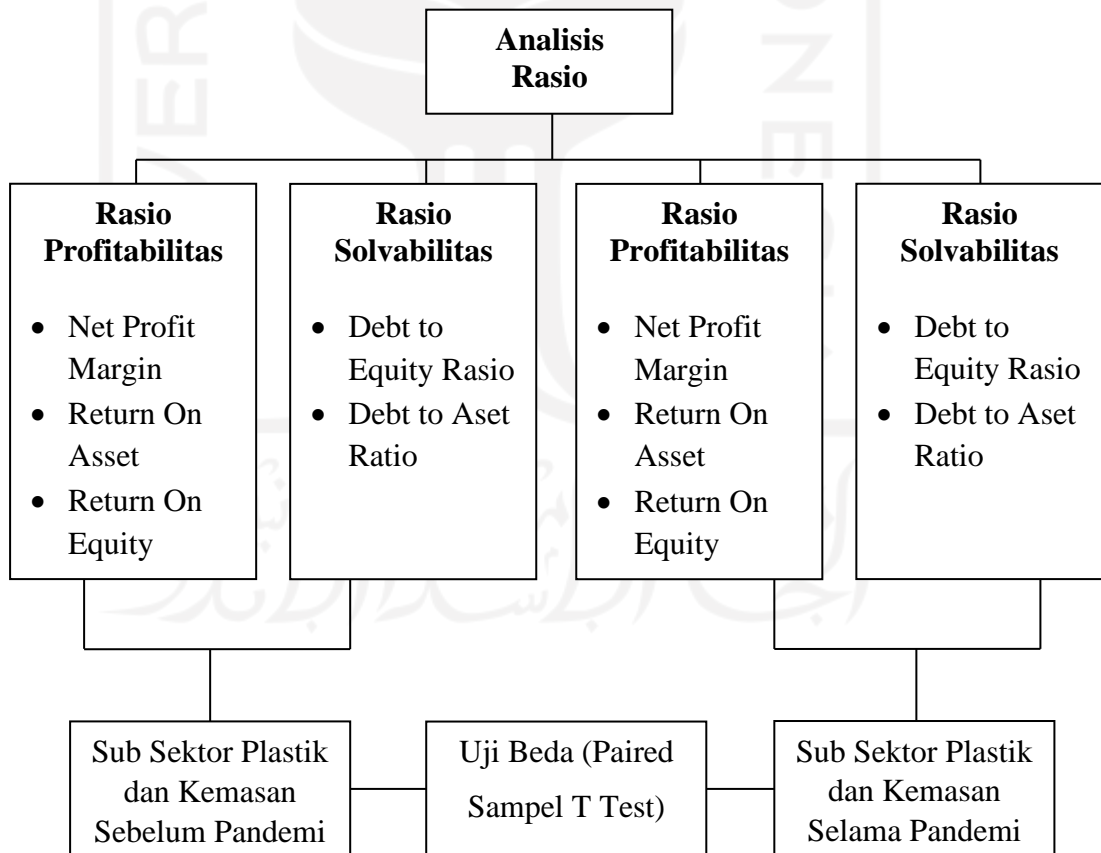 Analisis
Rasio
Rasio
Profitabilitas
• Net Profit
Margin
• Return On
Asset
• Return On
Equity
Rasio
Solvabilitas
• Debt to
Equity Rasio
• Debt to Aset
Ratio
Rasio
Profitabilitas
• Net Profit
Margin
• Return On
Asset
• Return On
Equity
Rasio
Solvabilitas
• Debt to
Equity Rasio
• Debt to Aset
Ratio
Sub Sektor Plastik
dan Kemasan
Sebelum Pandemi
Uji Beda (Paired
Sampel T Test)
Sub Sektor Plastik
dan Kemasan
Selama Pandemi